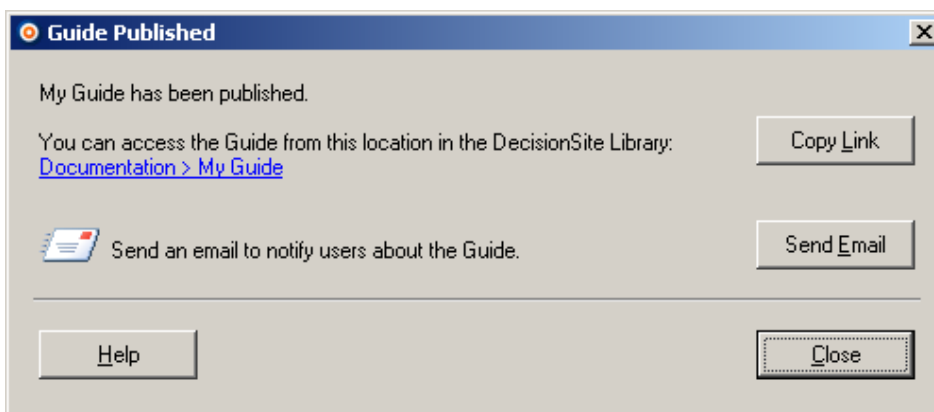 Guide Published
My Guide has been published.
You can access the Guide from this location in the DecisionSite Library:
Documentation > My Guide
Copy Link
Send an email to notify users about the Guide.
Send Email
Help
Close